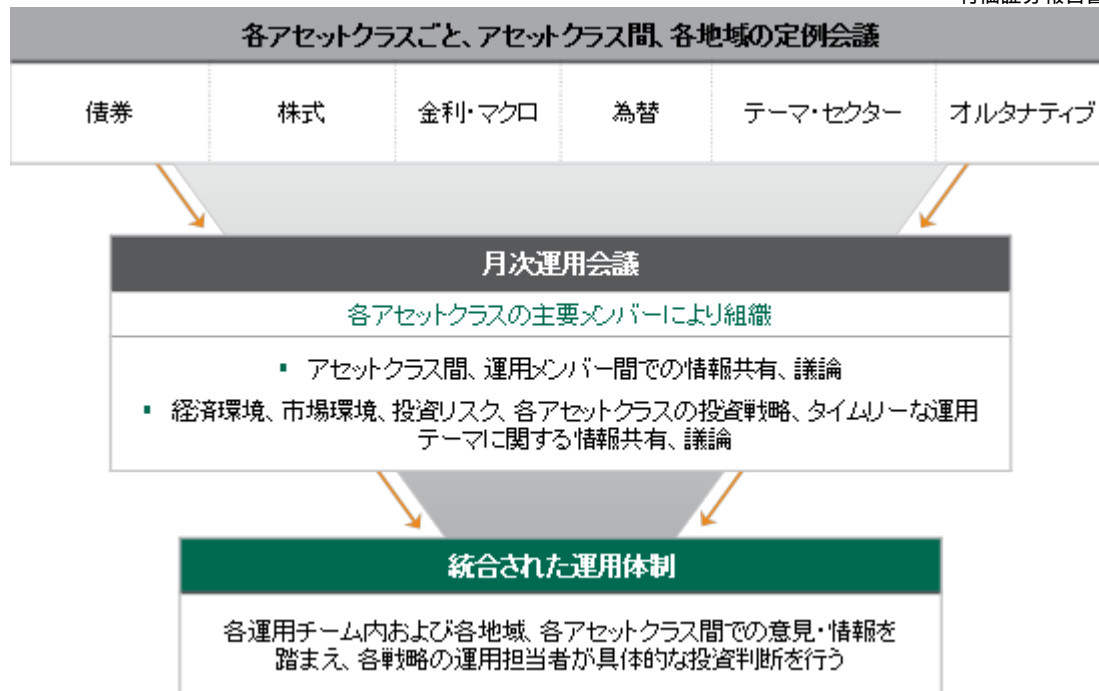 各アセットクラスごと、アセットクラス間、各地域の定例会議
債券
株式
金利・マクロ
為替
テーマ・セクター
オルタナティブ
月次運用会議
各アセットクラスの主要メンバーにより組織
▪ アセットクラス間、運用メンバー間での情報共有、議論
▪ 経済環境、市場環境、投資リスク、各アセットクラスの投資戦略、タイムリーな運用
テーマに関する情報共有、議論
統合された運用体制
各運用チーム内および各地域、各アセットクラス間での意見・情報を
踏まえ、各戦略の運用担当者が具体的な投資判断を行う